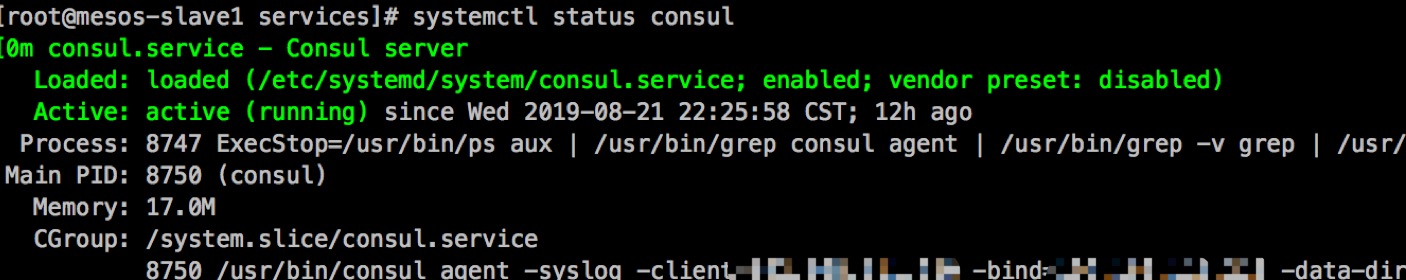 [root@mesos-slave1 services]# systemctl status consul
[0m consul.service - Consul server
Loaded: loaded (/etc/systemd/system/consul.service; enabled; vendor preset: disabled)
Active: active (running) since Wed 2019-08-21 22:25:58 CST; 12h ago
Process: 8747 ExecStop=/usr/bin/ps aux | /usr/bin/grep consul agent | /usr/bin/grep -v grep | /usr/
Main PID: 8750 (consul)
Memory: 17.0M
CGroup: /system.slice/consul.service
8750 /usr/bin/consul agent -syslog -client -bind= -data-dir